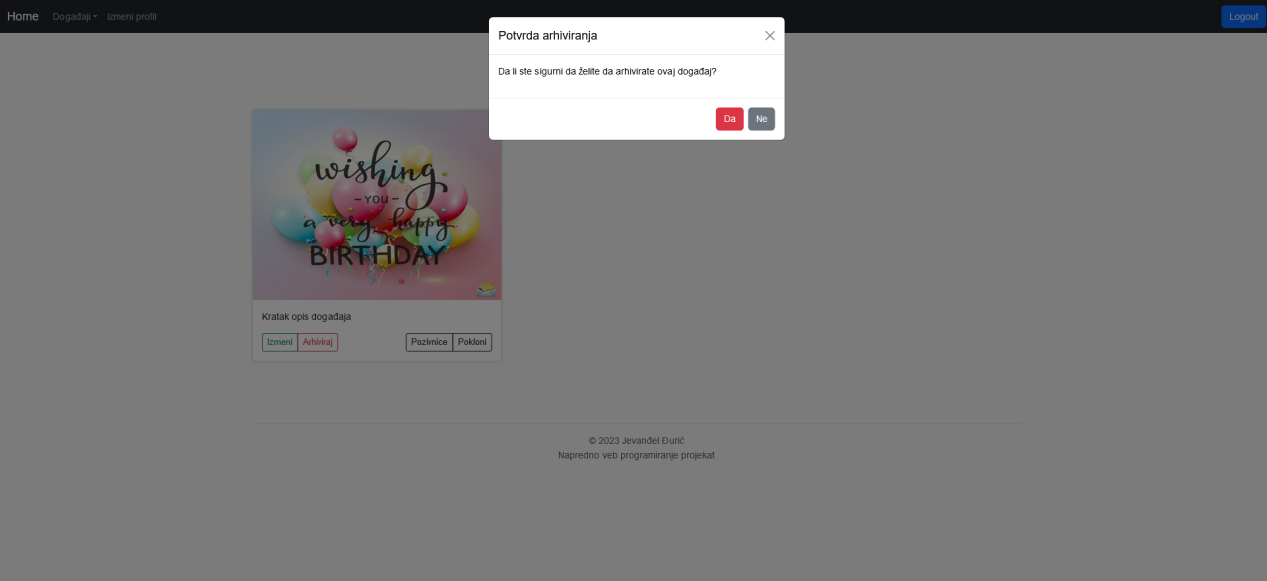 Home Događaji Izmeni profil Logout
Potvrda arhiviranja
Da li ste sigurni da želite da arhivirate ovaj događaj?
Da Ne
wishing
- YOU -
a very happy
BIRTHDAY
Kratak opis događaja
Izmeni Arhiviraj Pozivnice Pokloni
© 2023 Jevanđel Đurić
Napredno veb programiranje projekat